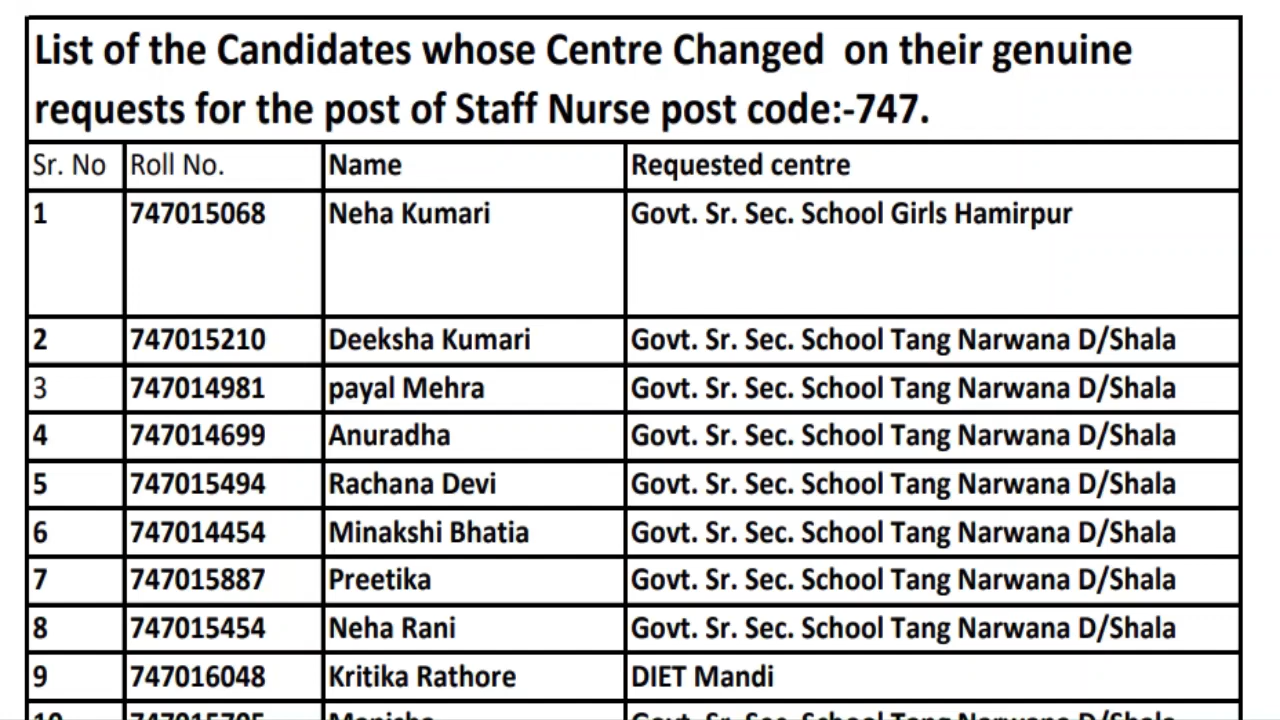 List of the Candidates whose Centre Changed on their genuine
requests for the post of Staff Nurse post code:-747.
Sr. No Roll No. Name Requested centre
1 747015068 Neha Kumari Govt. Sr. Sec. School Girls Hamirpur
2 747015210 Deeksha Kumari Govt. Sr. Sec. School Tang Narwana D/Shala
3 747014981 payal Mehra Govt. Sr. Sec. School Tang Narwana D/Shala
4 747014699 Anuradha Govt. Sr. Sec. School Tang Narwana D/Shala
5 747015494 Rachana Devi Govt. Sr. Sec. School Tang Narwana D/Shala
6 747014454 Minakshi Bhatia Govt. Sr. Sec. School Tang Narwana D/Shala
7 747015887 Preetika Govt. Sr. Sec. School Tang Narwana D/Shala
8 747015454 Neha Rani Govt. Sr. Sec. School Tang Narwana D/Shala
9 747016048 Kritika Rathore DIET Mandi